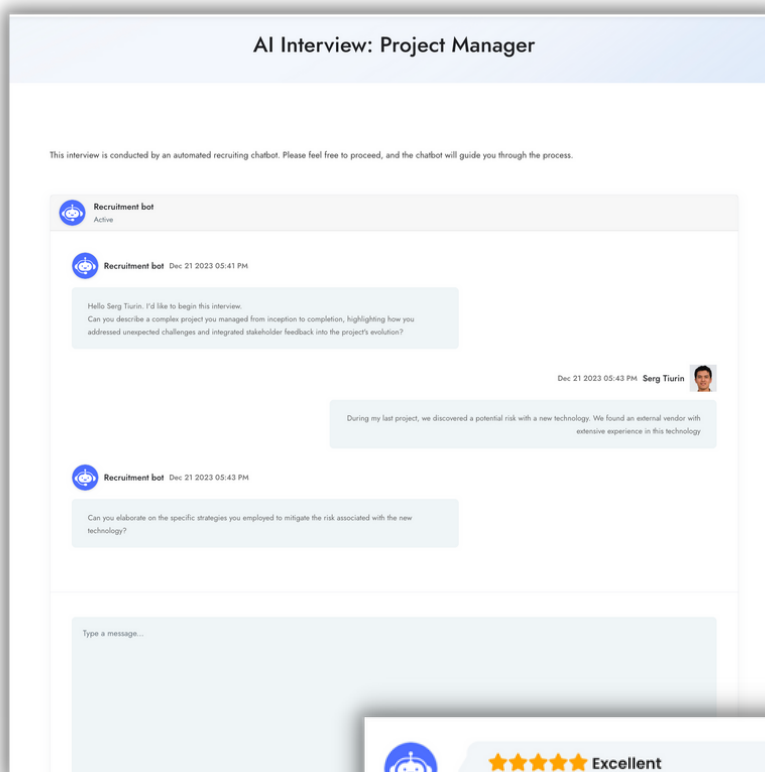 AI Interview: Project Manager
This interview is conducted by an automated recruiting chatbot. Please feel free to proceed, and the chatbot will guide you through the process.
Recruitment bot
Active
Recruitment bot Dec 21 2023 05:41 PM
Hello Serg Tiurin. I'd like to begin this interview.
Can you describe a complex project you managed from inception to completion, highlighting how you
addressed unexpected challenges and integrated stakeholder feedback into the project's evolution?
Dec 21 2023 05:43 PM Serg Tiurin
During my last project, we discovered a potential risk with a new technology. We found an external vendor with
extensive experience in this technology
Recruitment bot Dec 21 2023 05:43 PM
Can you elaborate on the specific strategies you employed to mitigate the risk associated with the new
technology?
Type a message...
Excellent